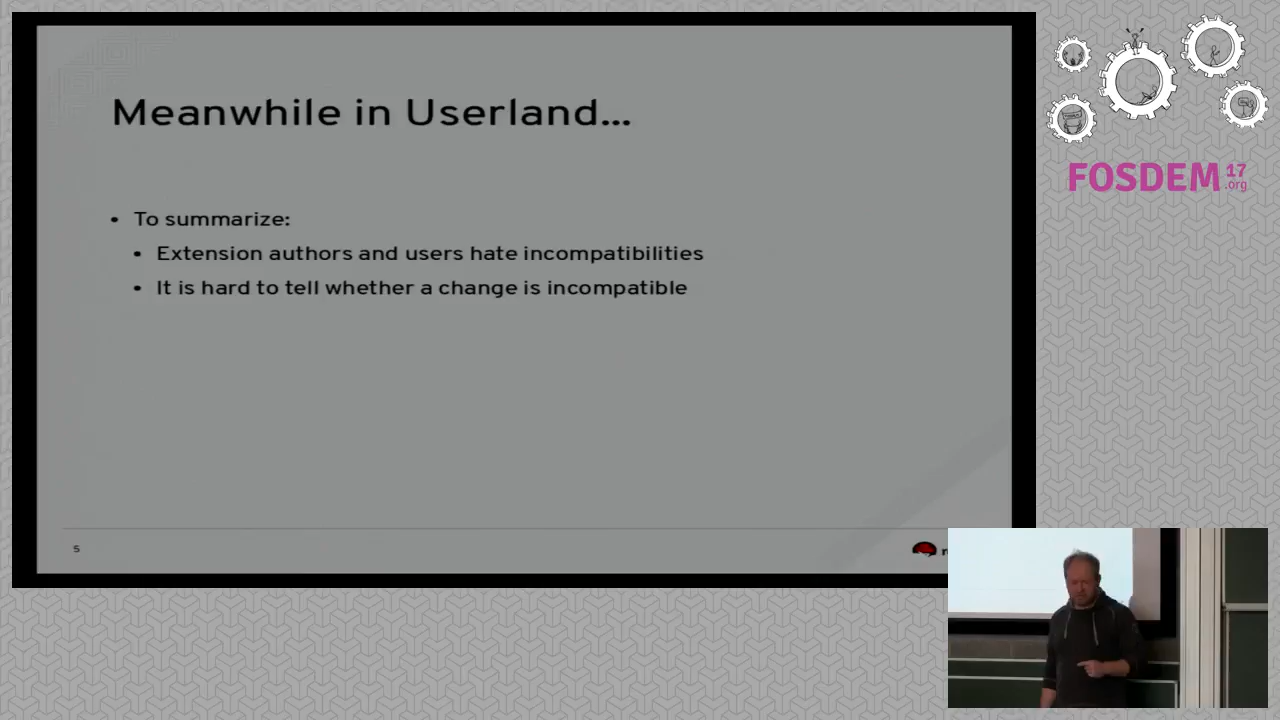 Meanwhile in Userland...
• To summarize:
• Extension authors and users hate incompatibilities
• It is hard to tell whether a change is incompatible
5
FOSDEM 17
.org